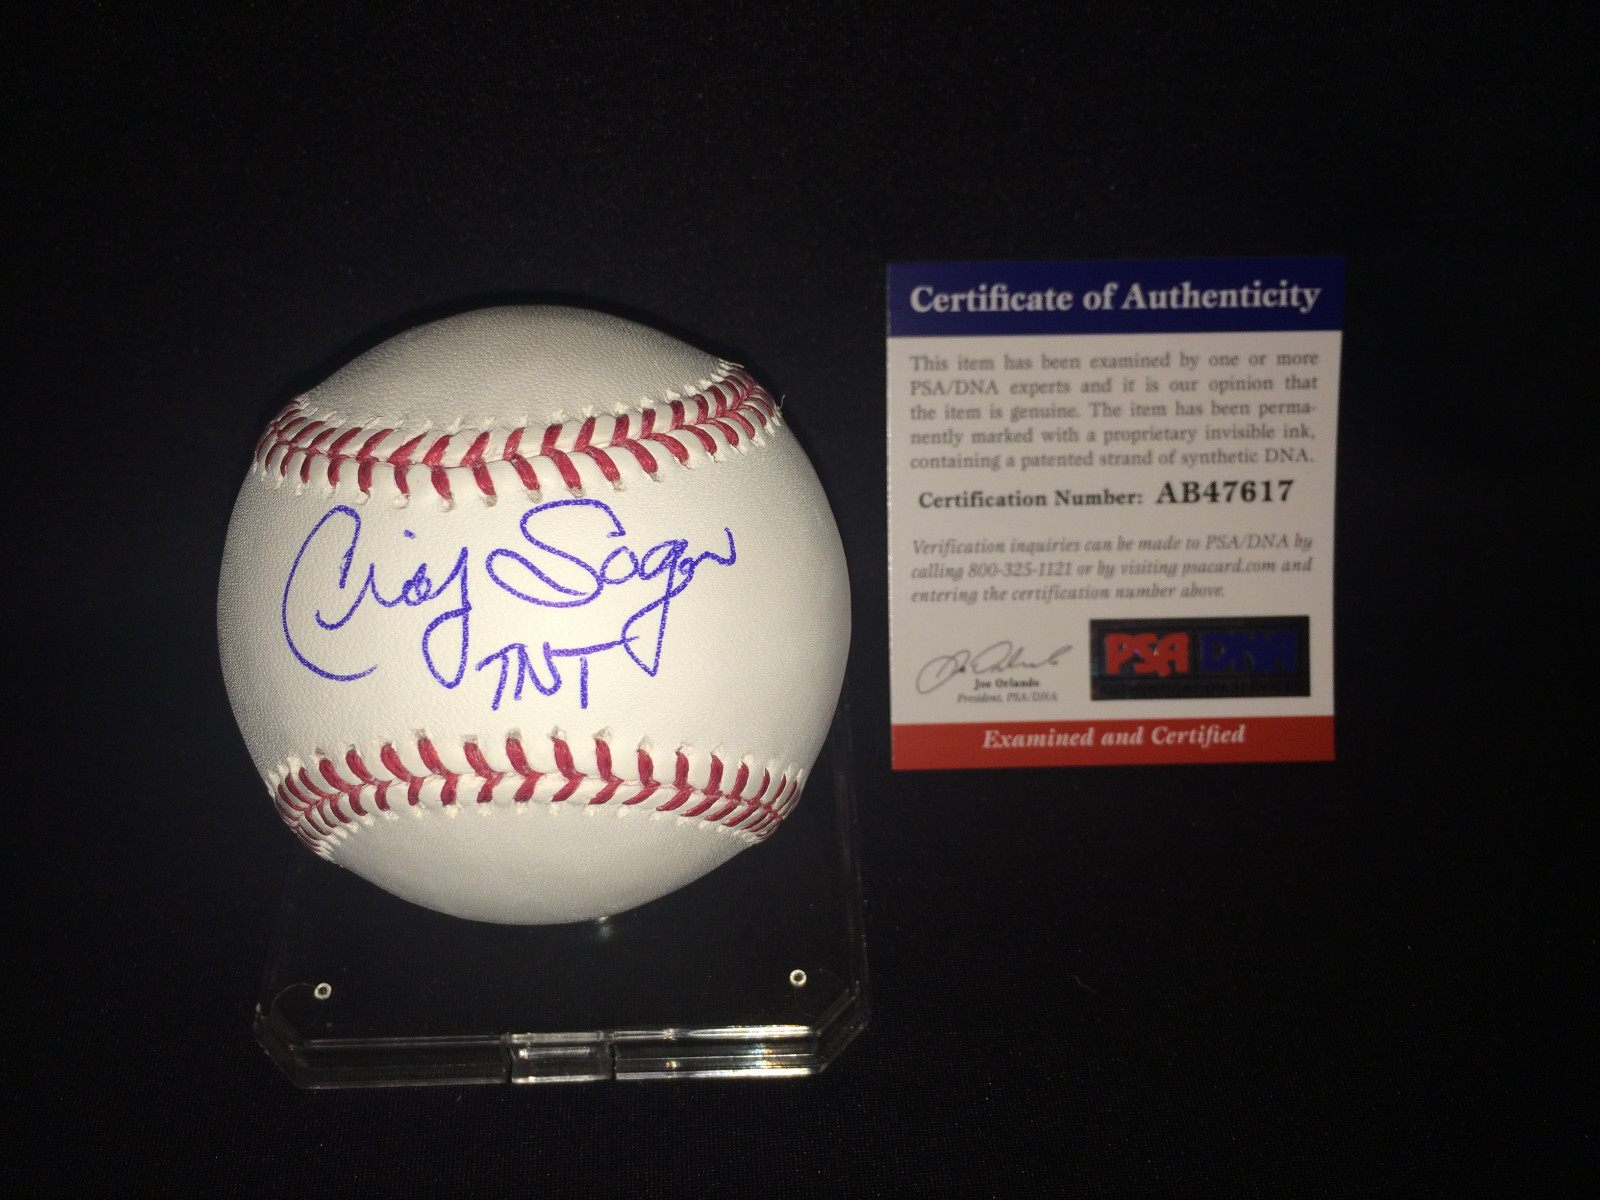 Craig Sager
TNT
Certificate of Authenticity
This item has been examined by one or more
PSA/DNA experts and it is our opinion that
the item is genuine. The item has been perma-
nently marked with a proprietary invisible ink,
containing a patented strand of synthetic DNA.
Certification Number: AB47617
Verification inquiries can be made to PSA/DNA by
calling 800-325-1121 or by visiting psacard.com and
entering the certification number above.
Joe Orlando
President, PSA/DNA
PSA DNA
Examined and Certified